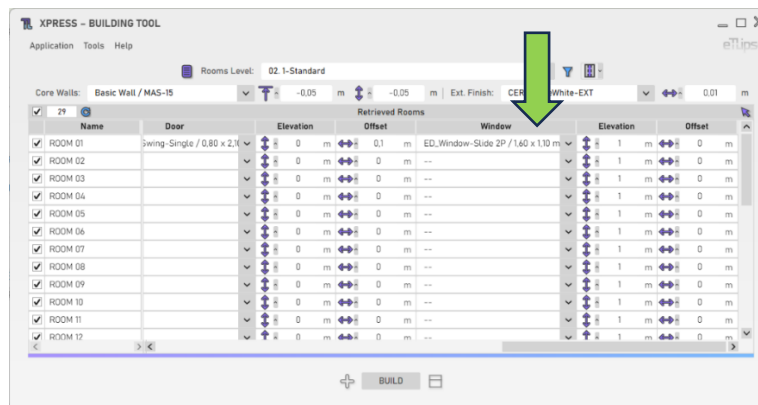 XPRESS – BUILDING TOOL
Application Tools Help
eTlipse
Rooms Level: 02. 1-Standard
Core Walls: Basic Wall / MAS-15 -0,05 m -0,05 m | Ext. Finish: White-EXT 0,01 m
29 Retrieved Rooms
Name Door Elevation Offset Window Elevation Offset
ROOM 01 Swing-Single / 0,80 x 2,1 0 m 0,1 m ED_Window-Slide 2P / 1,60 x 1,10 m 1 m 0 m
ROOM 02 0 m 0 m -- 1 m 0 m
ROOM 03 0 m 0 m -- 1 m 0 m
ROOM 04 0 m 0 m -- 1 m 0 m
ROOM 05 0 m 0 m -- 1 m 0 m
ROOM 06 0 m 0 m -- 1 m 0 m
ROOM 07 0 m 0 m -- 1 m 0 m
ROOM 08 0 m 0 m -- 1 m 0 m
ROOM 09 0 m 0 m -- 1 m 0 m
ROOM 10 0 m 0 m -- 1 m 0 m
ROOM 11 0 m 0 m -- 1 m 0 m
ROOM 12 0 m 0 m -- 1 m 0 m
BUILD